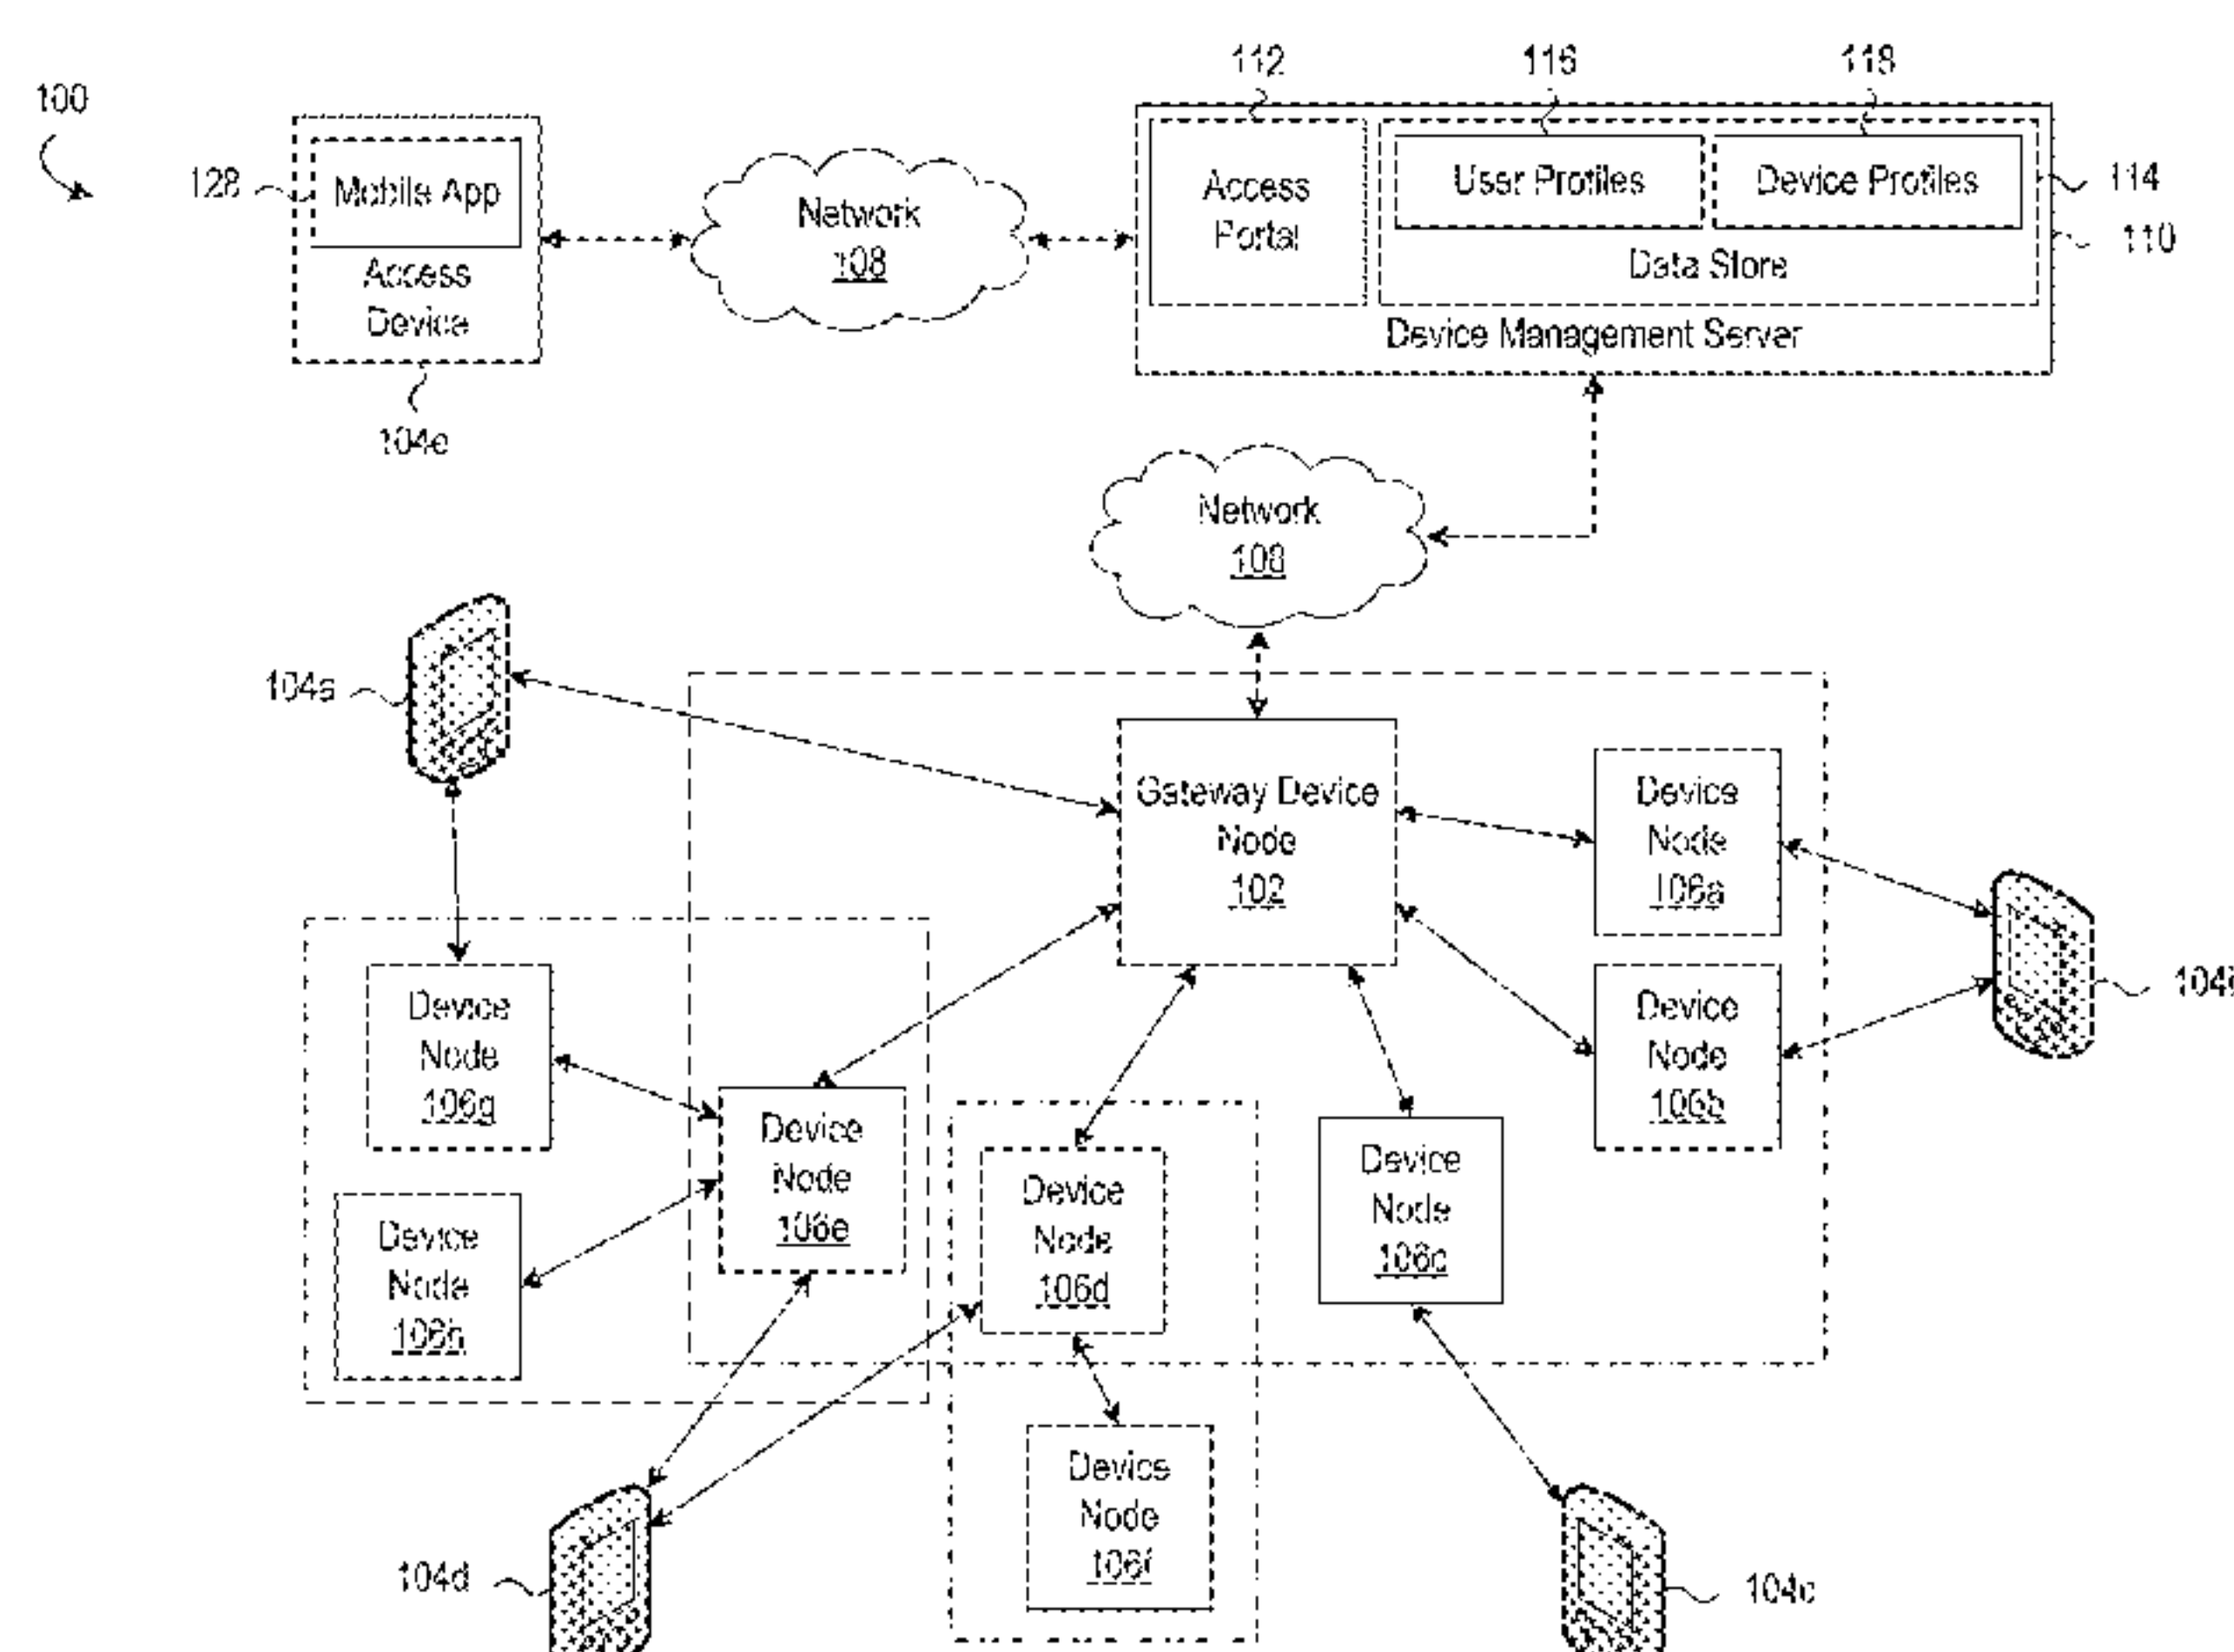 100
128
Mobile App
Access
Device
104e
Network
108
112
116
118
Access
Portal
User Profiles
Device Profiles
Data Store
Device Management Server
114
110
Network
108
104a
Gateway Device
Node
102
Device
Node
106a
Device
Node
106b
Device
Node
106g
Device
Node
106h
Device
Node
106e
Device
Node
106d
Device
Node
106c
Device
Node
106f
104d
104c